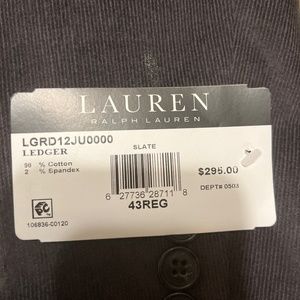 LAUREN
RALPH LAUREN
LGRD12JU0000
LEDGER
SLATE
98 % Cotton
2 % Spandex
$295.00
DEPT# 0503
6 27736 28711 8
43REG
106836-00120